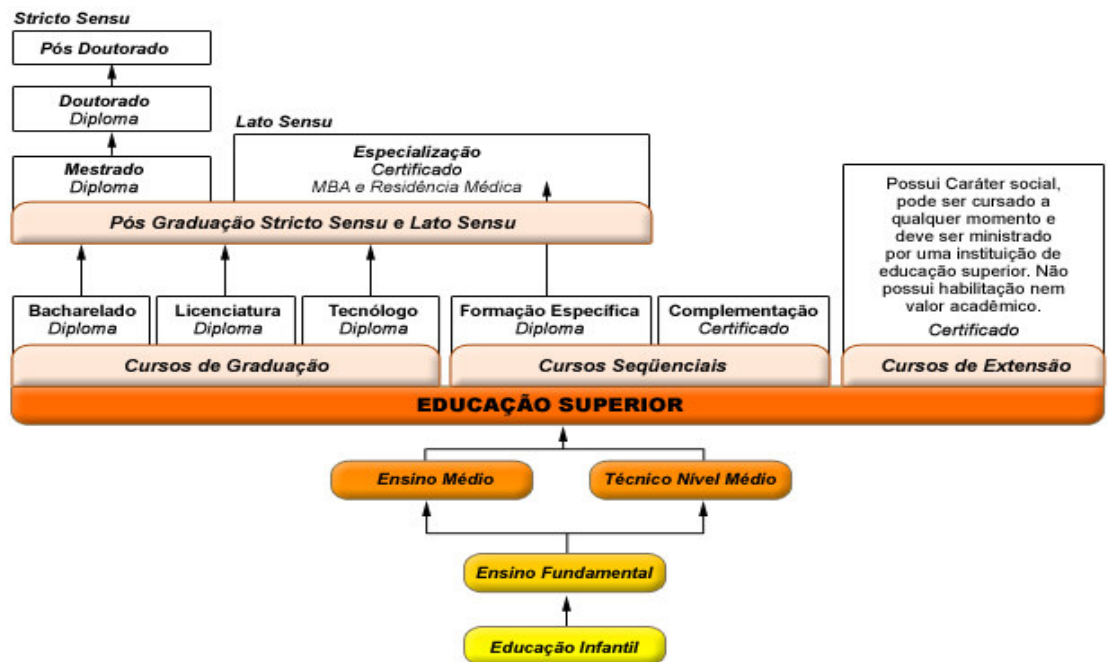 Stricto Sensu
Pós Doutorado
Doutorado
Diploma
Mestrado
Diploma
Lato Sensu
Especialização
Certificado
MBA e Residência Médica
Pós Graduação Stricto Sensu e Lato Sensu
Bacharelado
Diploma
Licenciatura
Diploma
Tecnólogo
Diploma
Cursos de Graduação
Formação Específica
Diploma
Complementação
Certificado
Cursos Seqüenciais
Possui Caráter social,
pode ser cursado a
qualquer momento e
deve ser ministrado
por uma instituição de
educação superior. Não
possui habilitação nem
valor acadêmico.
Certificado
Cursos de Extensão
EDUCAÇÃO SUPERIOR
Ensino Médio
Técnico Nível Médio
Ensino Fundamental
Educação Infantil